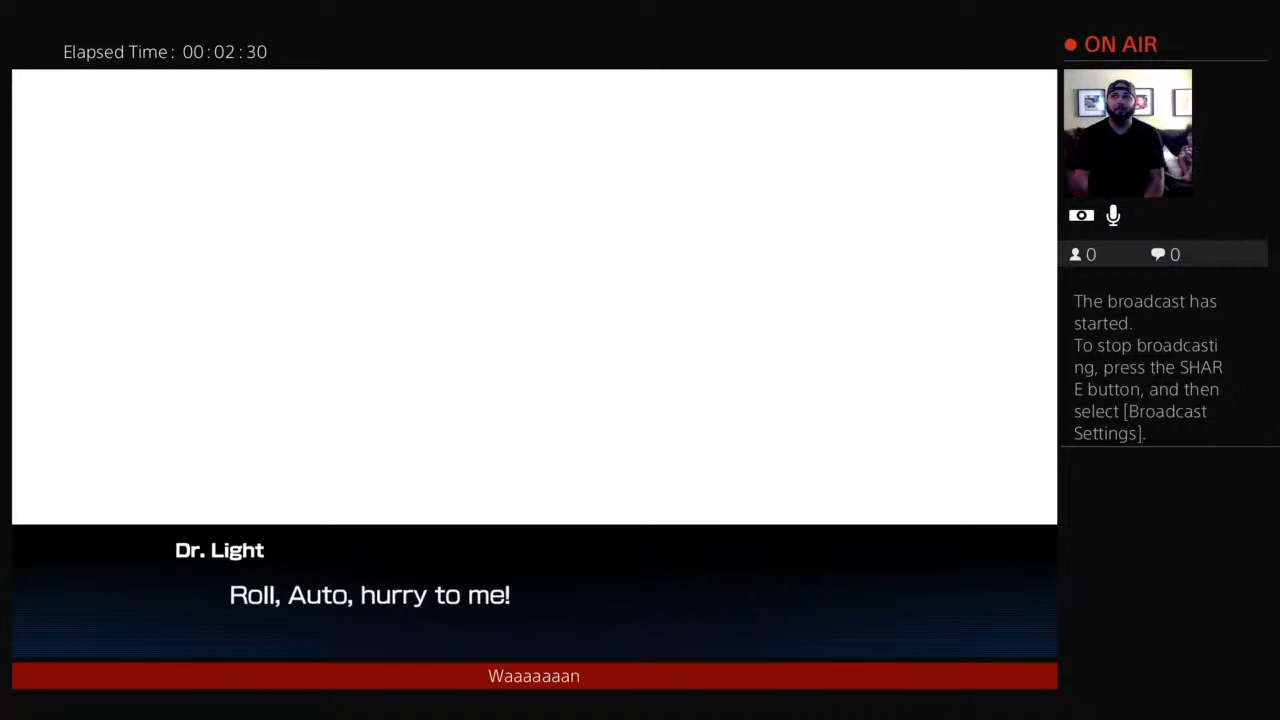 Elapsed Time: 00:02:30
ON AIR
0
0
The broadcast has
started.
To stop broadcasti
ng, press the SHAR
E button, and then
select [Broadcast
Settings].
Dr. Light
Roll, Auto, hurry to me!
Waaaaaaan